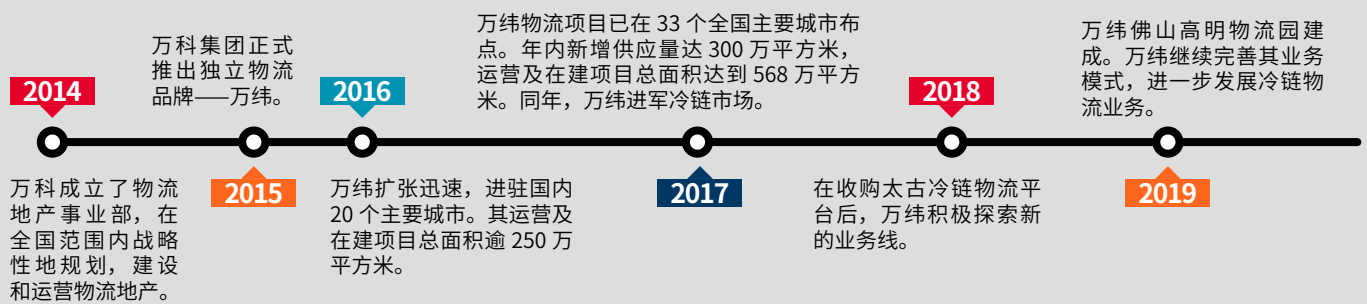 2014
万科成立了物流
地产事业部，在
全国范围内战略
性地规划，建设
和运营物流地产。
万科集团正式
推出独立物流
品牌——万纬。
2015
2016
万纬扩张迅速，进驻国内
20 个主要城市。其运营及
在建项目总面积逾 250 万
平方米。
万纬物流项目已在 33 个全国主要城市布
点。年内新增供应量达 300 万平方米，
运营及在建项目总面积达到 568 万平方
米。同年，万纬进军冷链市场。
2017
2018
在收购太古冷链物流平
台后，万纬积极探索新
的业务线。
万纬佛山高明物流园建
成。万纬继续完善其业务
模式，进一步发展冷链物
流业务。
2019